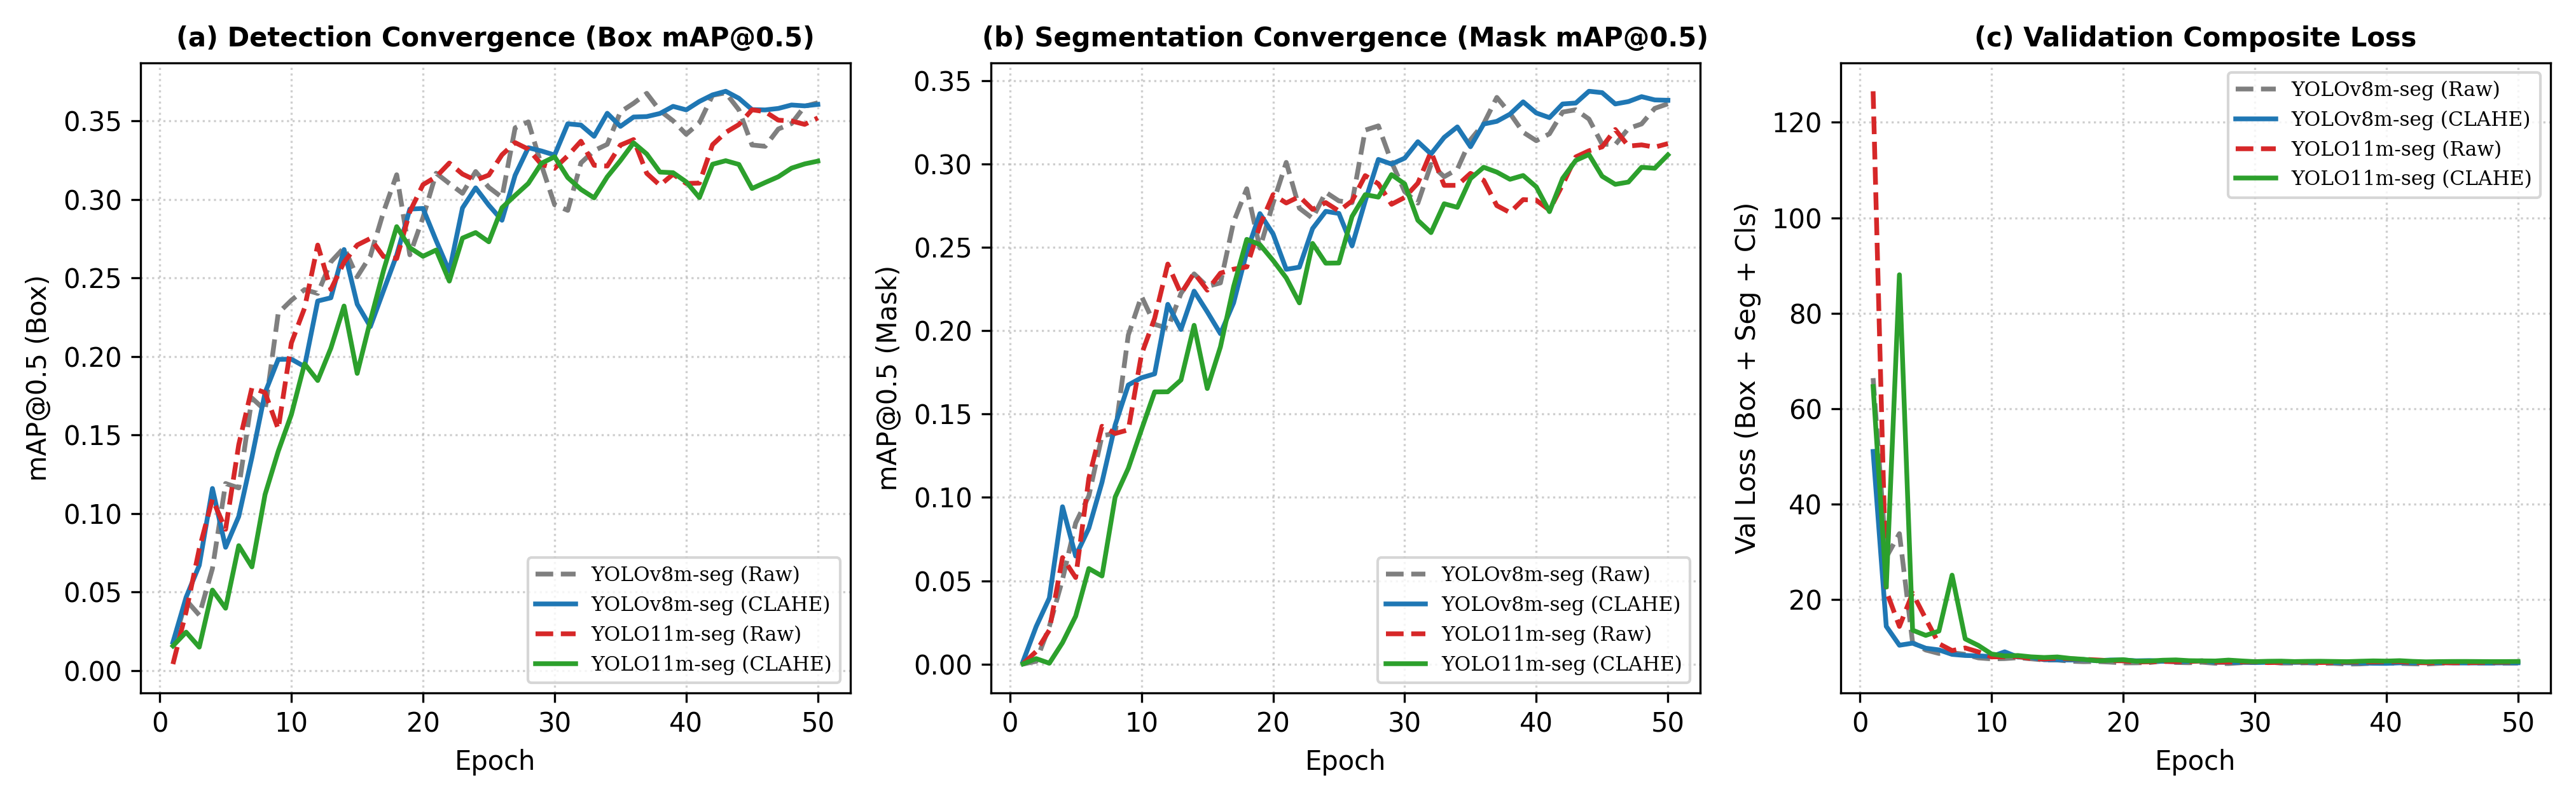 (a) Detection Convergence (Box mAP@0.5)
mAP@0.5 (Box)
0.35
0.30
0.25
0.20
0.15
0.10
0.05
0.00
YOLOv8m-seg (Raw)
YOLOv8m-seg (CLAHE)
YOLO11m-seg (Raw)
YOLO11m-seg (CLAHE)
0 10 20 30 40 50
Epoch
(b) Segmentation Convergence (Mask mAP@0.5)
mAP@0.5 (Mask)
0.35
0.30
0.25
0.20
0.15
0.10
0.05
0.00
YOLOv8m-seg (Raw)
YOLOv8m-seg (CLAHE)
YOLO11m-seg (Raw)
YOLO11m-seg (CLAHE)
0 10 20 30 40 50
Epoch
(c) Validation Composite Loss
Val Loss (Box + Seg + Cls)
120
100
80
60
40
20
YOLOv8m-seg (Raw)
YOLOv8m-seg (CLAHE)
YOLO11m-seg (Raw)
YOLO11m-seg (CLAHE)
0 10 20 30 40 50
Epoch